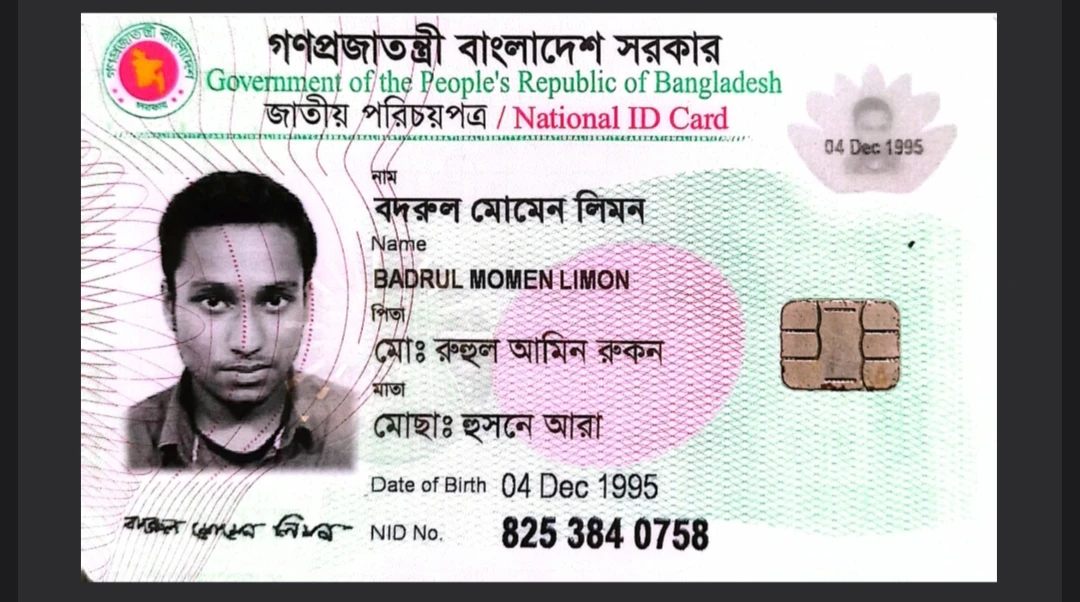 গণপ্রজাতন্ত্রী বাংলাদেশ সরকার
Government of the People's Republic of Bangladesh
জাতীয় পরিচয়পত্র / National ID Card
04 Dec 1995
নাম
বদরুল মোমেন লিমন
Name
BADRUL MOMEN LIMON
পিতা
মোঃ রুহুল আমিন রুকন
মাতা
মোছাঃ হুসনে আরা
Date of Birth 04 Dec 1995
বদরুল মোমেন লিমন
NID No. 825 384 0758